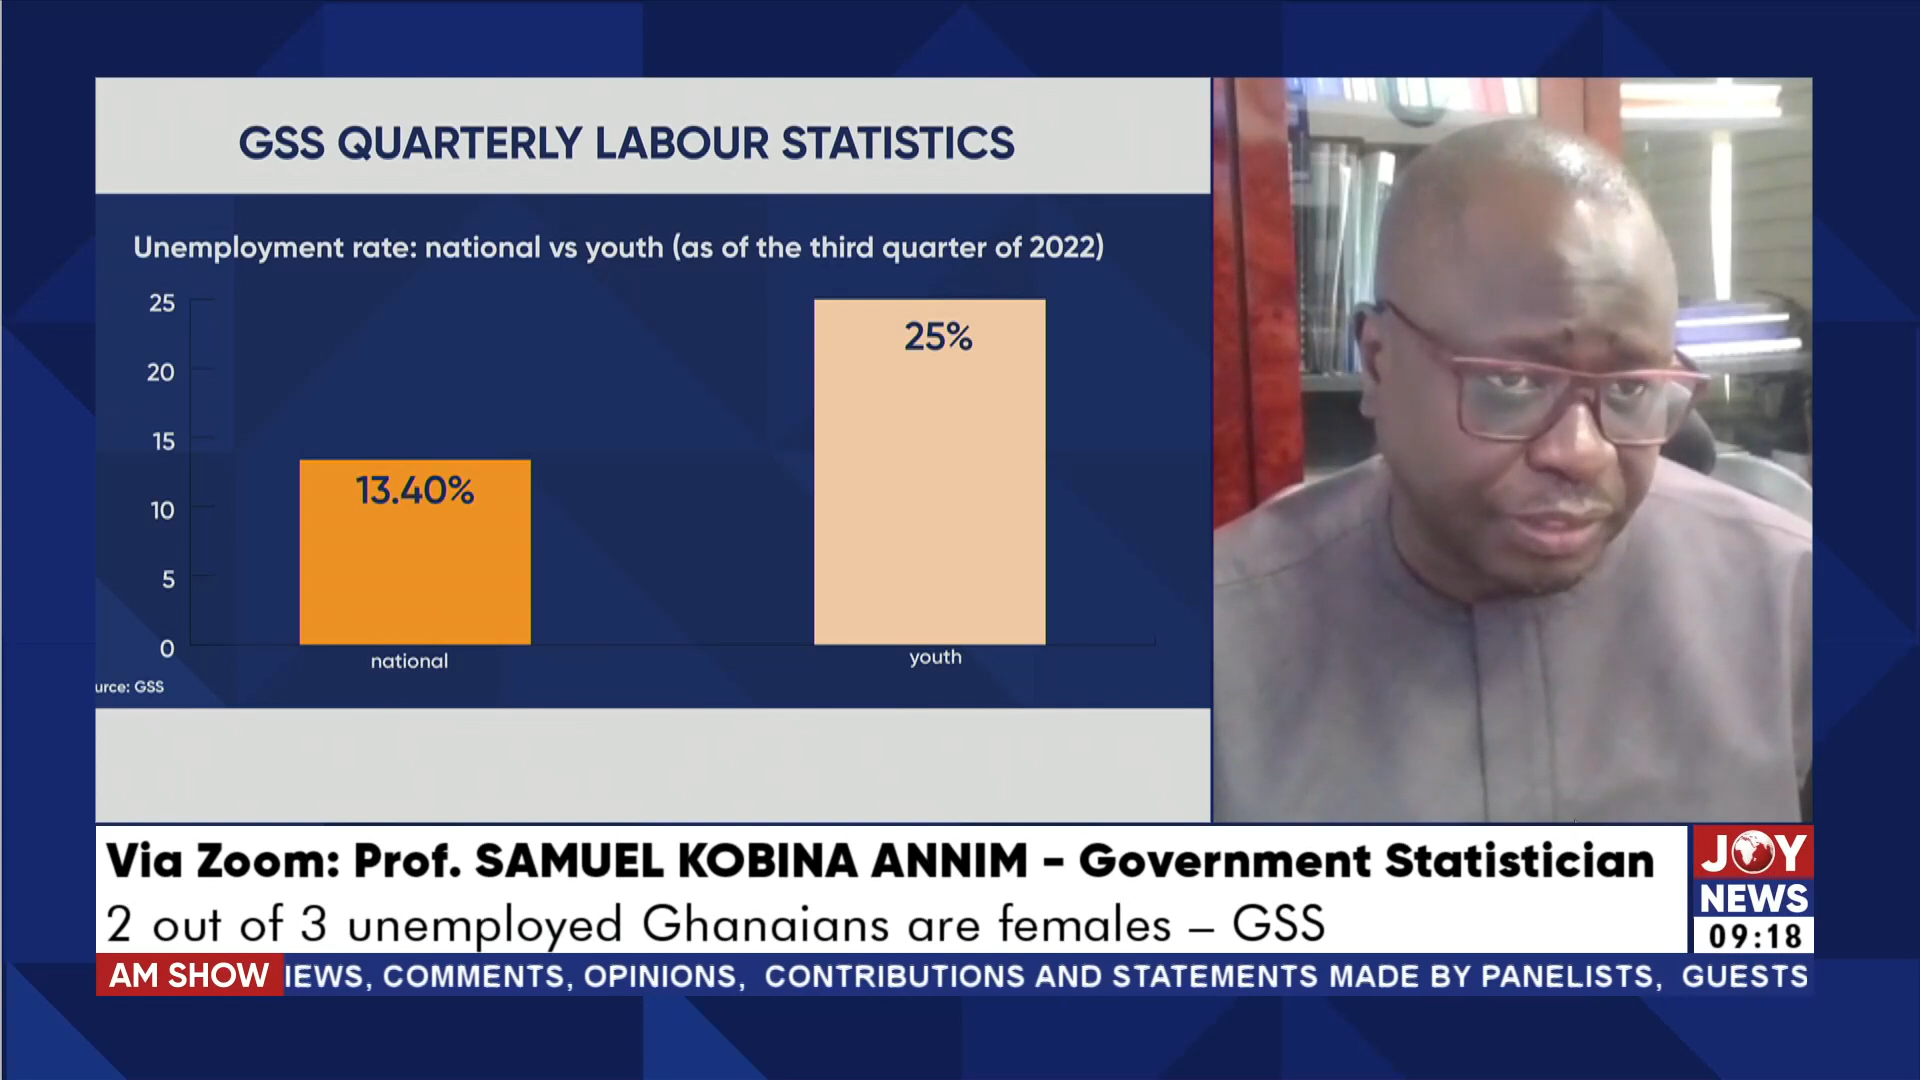 GSS QUARTERLY LABOUR STATISTICS
Unemployment rate: national vs youth (as of the third quarter of 2022)
25
20
15
10
5
0
13.40%
25%
national
youth
urce: GSS
Via Zoom: Prof. SAMUEL KOBINA ANNIM - Government Statistician
2 out of 3 unemployed Ghanaians are females – GSS
JOY
NEWS
09:18
AM SHOW
IEWS, COMMENTS, OPINIONS, CONTRIBUTIONS AND STATEMENTS MADE BY PANELISTS, GUESTS